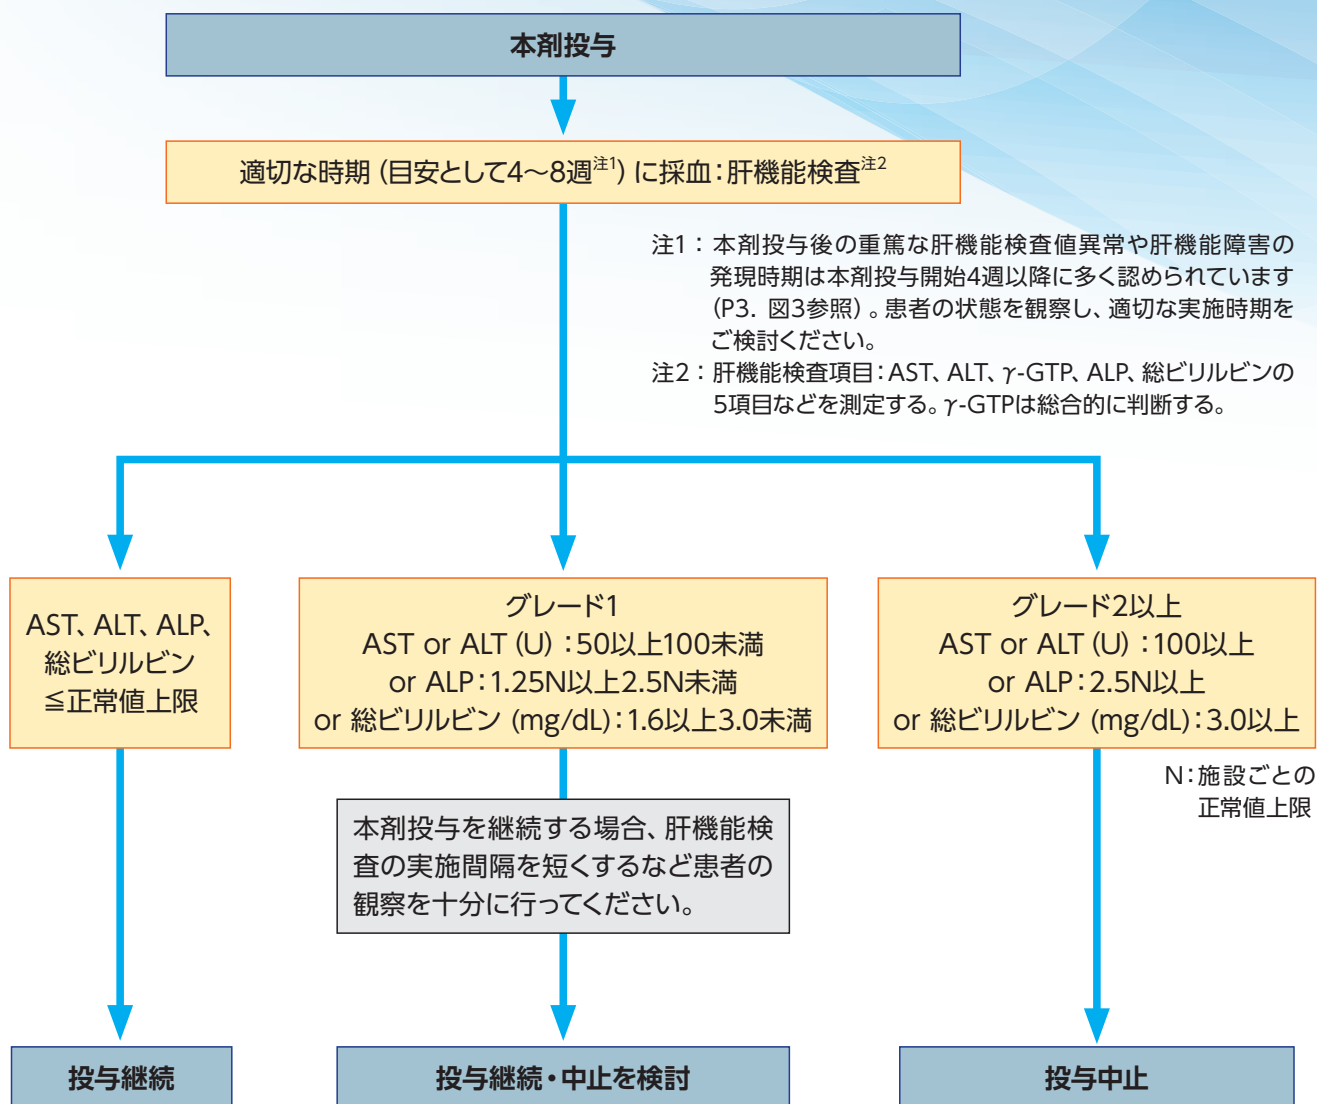 本剤投与
適切な時期 (目安として4～8週注1) に採血：肝機能検査注2
注1： 本剤投与後の重篤な肝機能検査値異常や肝機能障害の
発現時期は本剤投与開始4週以降に多く認められています
(P3. 図3参照) 。患者の状態を観察し、適切な実施時期を
ご検討ください。
注2： 肝機能検査項目：AST、ALT、γ-GTP、ALP、総ビリルビンの
5項目などを測定する。γ-GTPは総合的に判断する。
AST、ALT、ALP、
総ビリルビン
≦正常値上限
グレード1
AST or ALT (U) ：50以上100未満
or ALP：1.25N以上2.5N未満
or 総ビリルビン (mg/dL)：1.6以上3.0未満
グレード2以上
AST or ALT (U) ：100以上
or ALP：2.5N以上
or 総ビリルビン (mg/dL)：3.0以上
N：施設ごとの
正常値上限
本剤投与を継続する場合、肝機能検
査の実施間隔を短くするなど患者の
観察を十分に行ってください。
投与継続
投与継続・中止を検討
投与中止